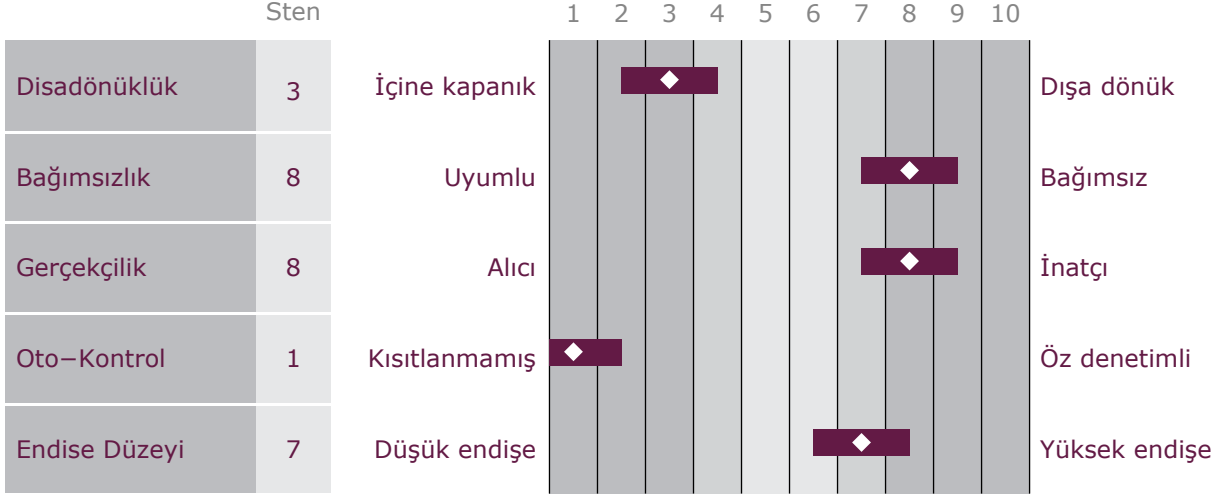 Sten 1 2 3 4 5 6 7 8 9 10
Disadönüklük 3 İçine kapanık Dışa dönük
Bağımsızlık 8 Uyumlu Bağımsız
Gerçekçilik 8 Alıcı İnatçı
Oto−Kontrol 1 Kısıtlanmamış Öz denetimli
Endise Düzeyi 7 Düşük endişe Yüksek endişe